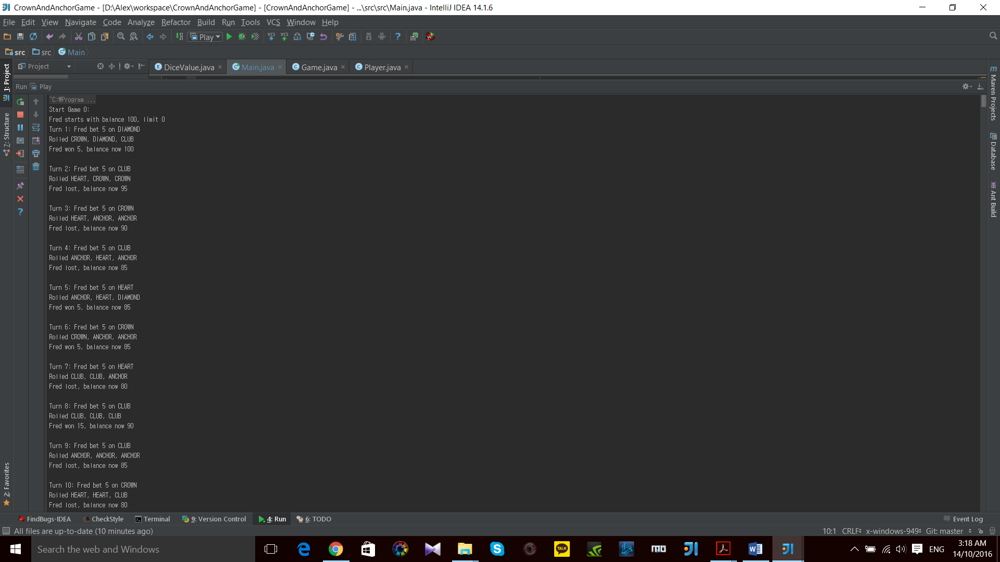 CrownAndAnchorGame - [D:\Alex\workspace\CrownAndAnchorGame] - [CrownAndAnchorGame] - ...\src\src\Main.java - IntelliJ IDEA 14.1.6
File Edit View Navigate Code Analyze Refactor Build Run Tools VCS Window Help
Play
src src Main
Project DiceValue.java Main.java Game.java Player.java
Run Play
"C:₩Program ...
Start Game 0:
Fred starts with balance 100, limit 0
Turn 1: Fred bet 5 on DIAMOND
Rolled CROWN, DIAMOND, CLUB
Fred won 5, balance now 100
Turn 2: Fred bet 5 on CLUB
Rolled HEART, CROWN, CROWN
Fred lost, balance now 95
Turn 3: Fred bet 5 on CROWN
Rolled HEART, ANCHOR, ANCHOR
Fred lost, balance now 90
Turn 4: Fred bet 5 on CLUB
Rolled ANCHOR, HEART, ANCHOR
Fred lost, balance now 85
Turn 5: Fred bet 5 on HEART
Rolled ANCHOR, HEART, DIAMOND
Fred won 5, balance now 85
Turn 6: Fred bet 5 on CROWN
Rolled CROWN, ANCHOR, ANCHOR
Fred won 5, balance now 85
Turn 7: Fred bet 5 on HEART
Rolled CLUB, CLUB, ANCHOR
Fred lost, balance now 80
Turn 8: Fred bet 5 on CLUB
Rolled CLUB, CLUB, CLUB
Fred won 15, balance now 90
Turn 9: Fred bet 5 on CLUB
Rolled ANCHOR, ANCHOR, ANCHOR
Fred lost, balance now 85
Turn 10: Fred bet 5 on CROWN
Rolled HEART, HEART, CLUB
Fred lost, balance now 80
1: Project
7: Structure
2: Favorites
Maven Projects
Database
Ant Build
FindBugs-IDEA CheckStyle Terminal 9: Version Control 4: Run 6: TODO Event Log
All files are up-to-date (10 minutes ago) 10:1 CRLF x-windows-949 Git: master
Search the web and Windows
TALK
ENG
3:18 AM
14/10/2016